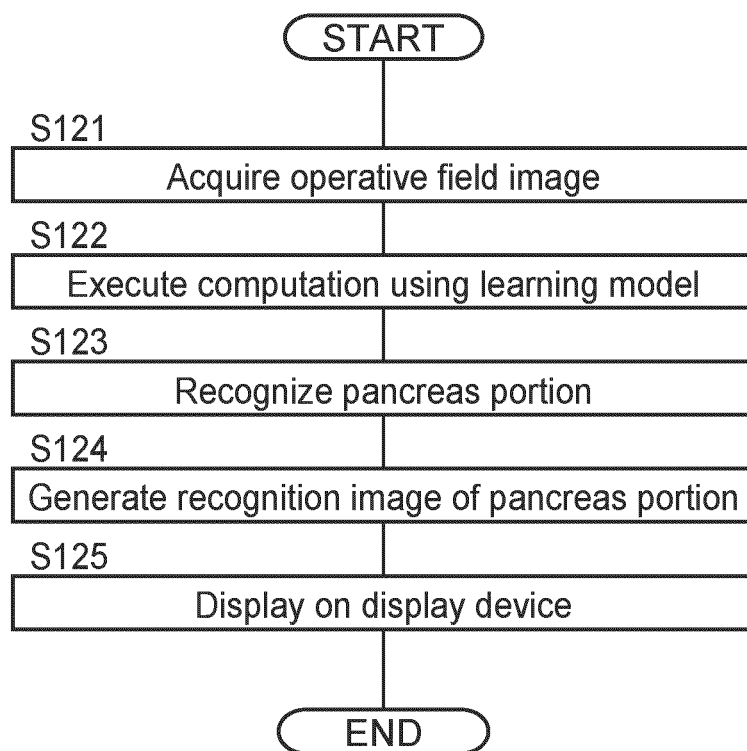 START
S121
Acquire operative field image
S122
Execute computation using learning model
S123
Recognize pancreas portion
S124
Generate recognition image of pancreas portion
S125
Display on display device
END